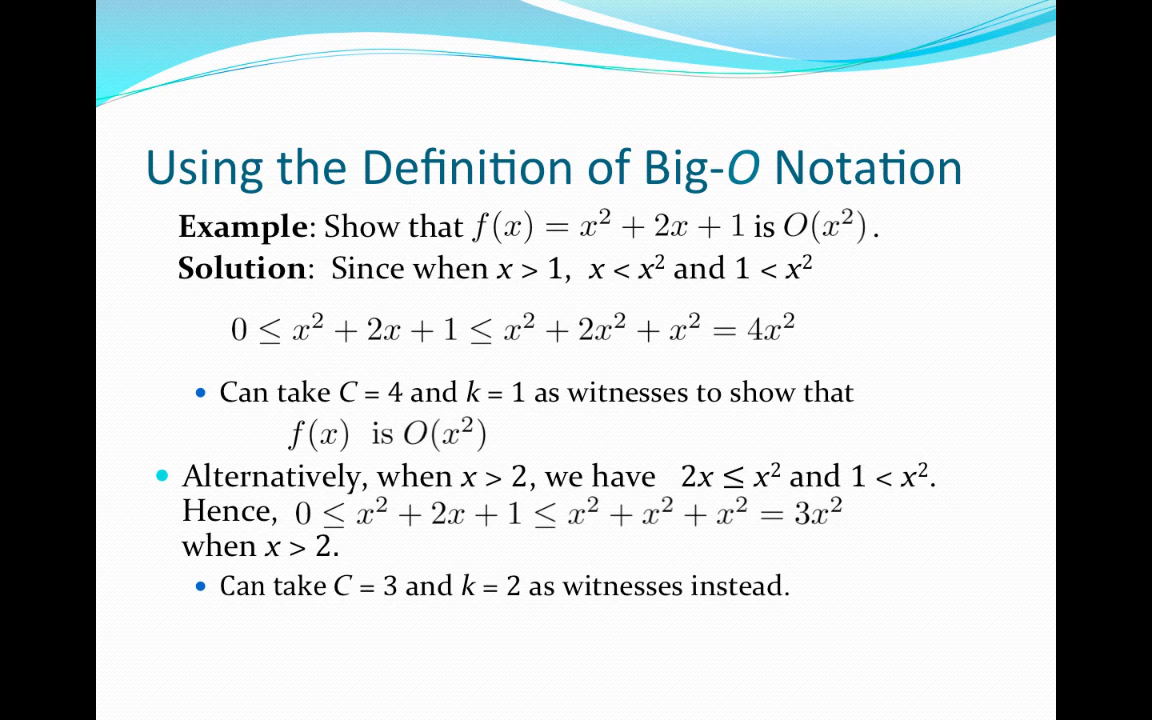 Using the Definition of Big-O Notation
Example: Show that f(x) = x² + 2x + 1 is O(x²).
Solution: Since when x > 1, x < x² and 1 < x²
0 ≤ x² + 2x + 1 ≤ x² + 2x² + x² = 4x²
• Can take C = 4 and k = 1 as witnesses to show that
f(x) is O(x²)
• Alternatively, when x > 2, we have 2x ≤ x² and 1 < x².
Hence, 0 ≤ x² + 2x + 1 ≤ x² + x² + x² = 3x²
when x > 2.
• Can take C = 3 and k = 2 as witnesses instead.